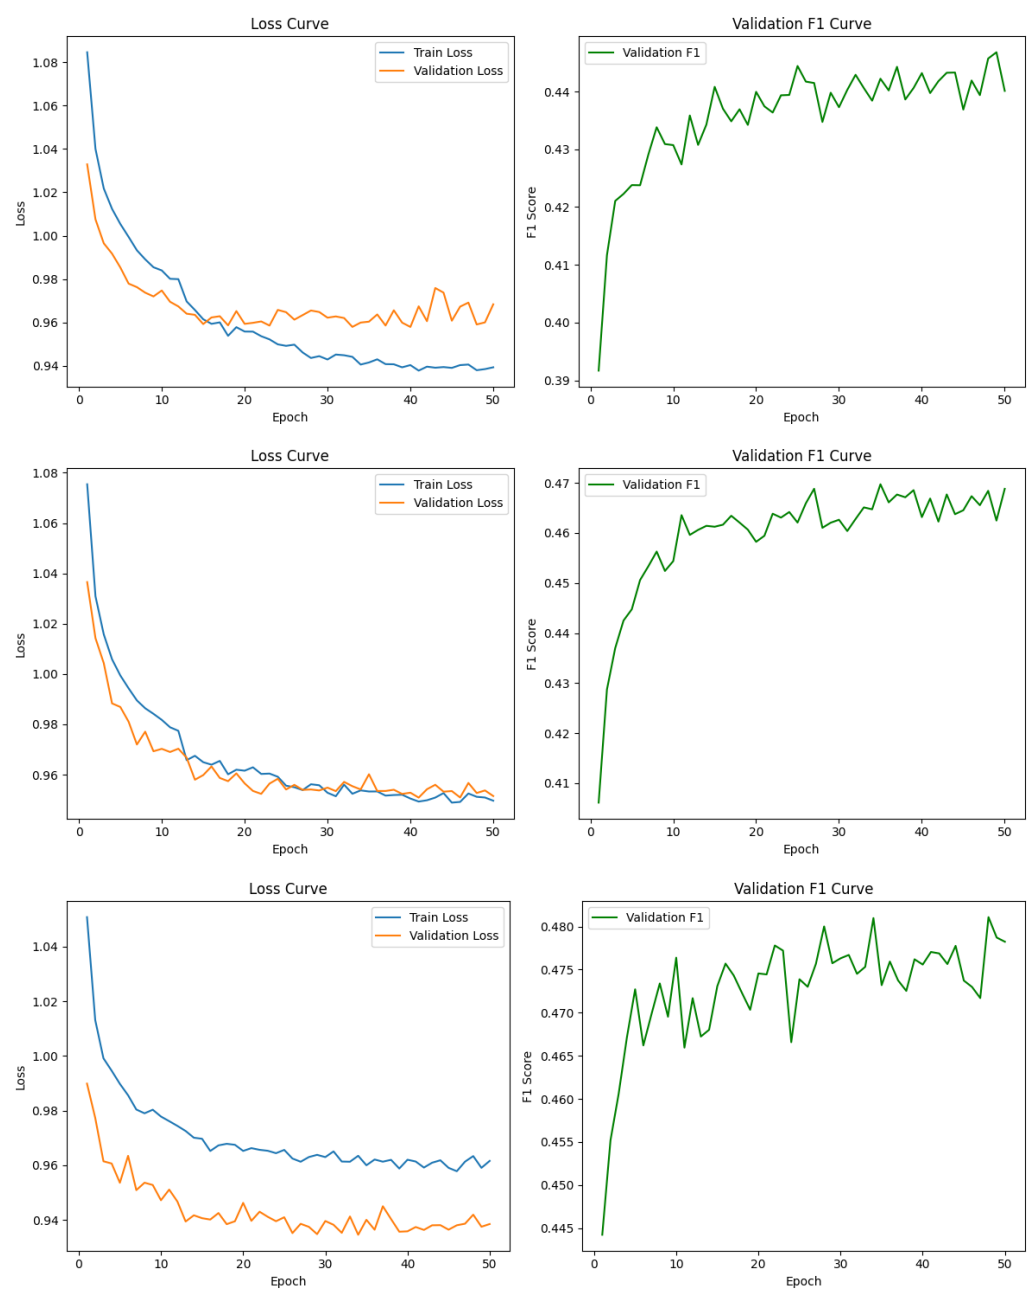 Loss Curve
Train Loss
Validation Loss
1.08
1.06
1.04
1.02
1.00
0.98
0.96
0.94
Loss
0 10 20 30 40 50
Epoch
Validation F1 Curve
Validation F1
0.44
0.43
0.42
0.41
0.40
0.39
F1 Score
0 10 20 30 40 50
Epoch
Loss Curve
Train Loss
Validation Loss
1.08
1.06
1.04
1.02
1.00
0.98
0.96
Loss
0 10 20 30 40 50
Epoch
Validation F1 Curve
Validation F1
0.47
0.46
0.45
0.44
0.43
0.42
0.41
F1 Score
0 10 20 30 40 50
Epoch
Loss Curve
Train Loss
Validation Loss
1.04
1.02
1.00
0.98
0.96
0.94
Loss
0 10 20 30 40 50
Epoch
Validation F1 Curve
Validation F1
0.480
0.475
0.470
0.465
0.460
0.455
0.450
0.445
F1 Score
0 10 20 30 40 50
Epoch